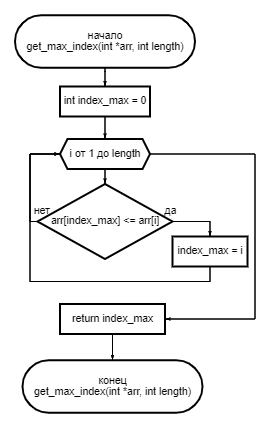 начало
get_max_index(int *arr, int length)
int index_max = 0
i от 1 до length
нет
да
arr[index_max] <= arr[i]
index_max = i
return index_max
конец
get_max_index(int *arr, int length)